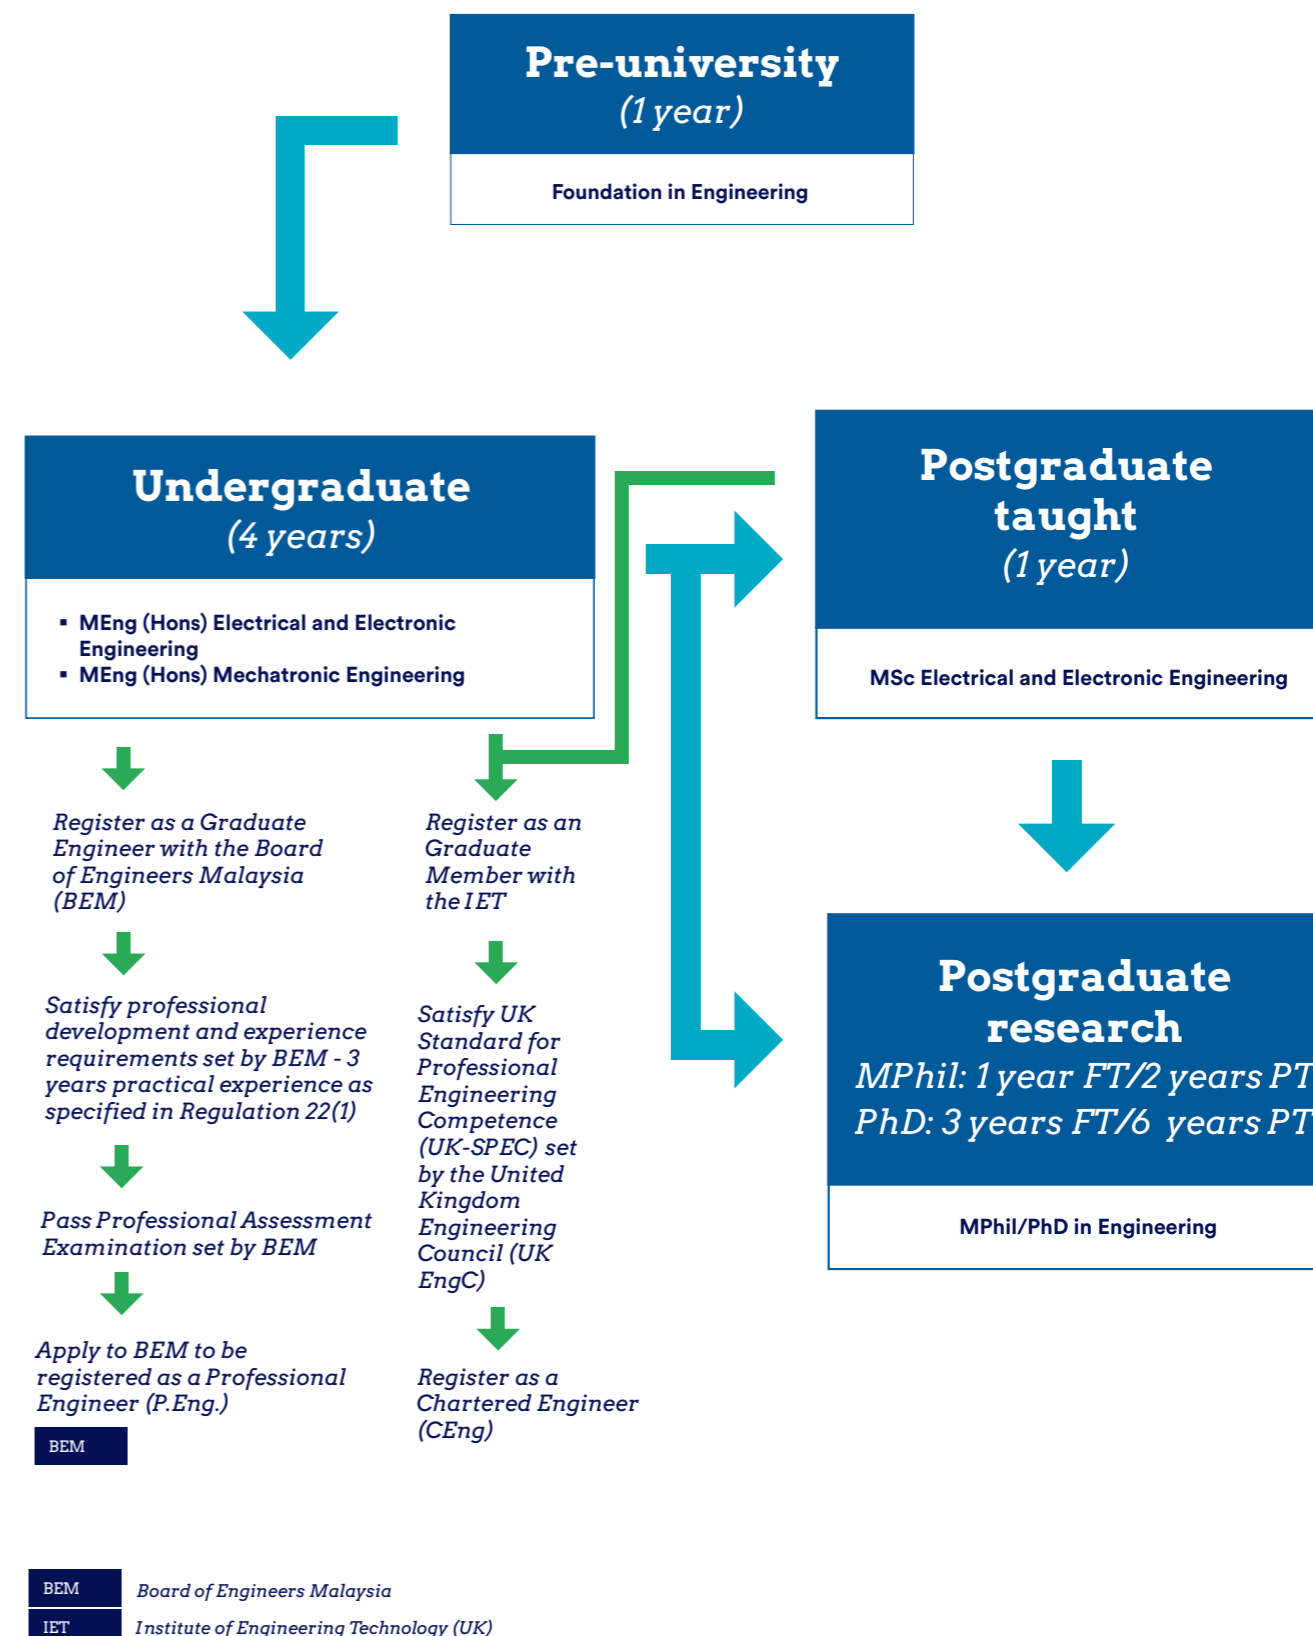 Pre-university
(1 year)
Foundation in Engineering
Undergraduate
(4 years)
▪ MEng (Hons) Electrical and Electronic
Engineering
▪ MEng (Hons) Mechatronic Engineering
Postgraduate
taught
(1 year)
MSc Electrical and Electronic Engineering
Register as a Graduate
Engineer with the Board
of Engineers Malaysia
(BEM)
Satisfy professional
development and experience
requirements set by BEM - 3
years practical experience as
specified in Regulation 22(1)
Pass Professional Assessment
Examination set by BEM
Apply to BEM to be
registered as a Professional
Engineer (P.Eng.)
BEM
Register as an
Graduate
Member with
the IET
Satisfy UK
Standard for
Professional
Engineering
Competence
(UK-SPEC) set
by the United
Kingdom
Engineering
Council (UK
EngC)
Register as a
Chartered Engineer
(CEng)
Postgraduate
research
MPhil: 1 year FT/2 years PT
PhD: 3 years FT/6 years PT
MPhil/PhD in Engineering
BEM Board of Engineers Malaysia
IET Institute of Engineering Technology (UK)